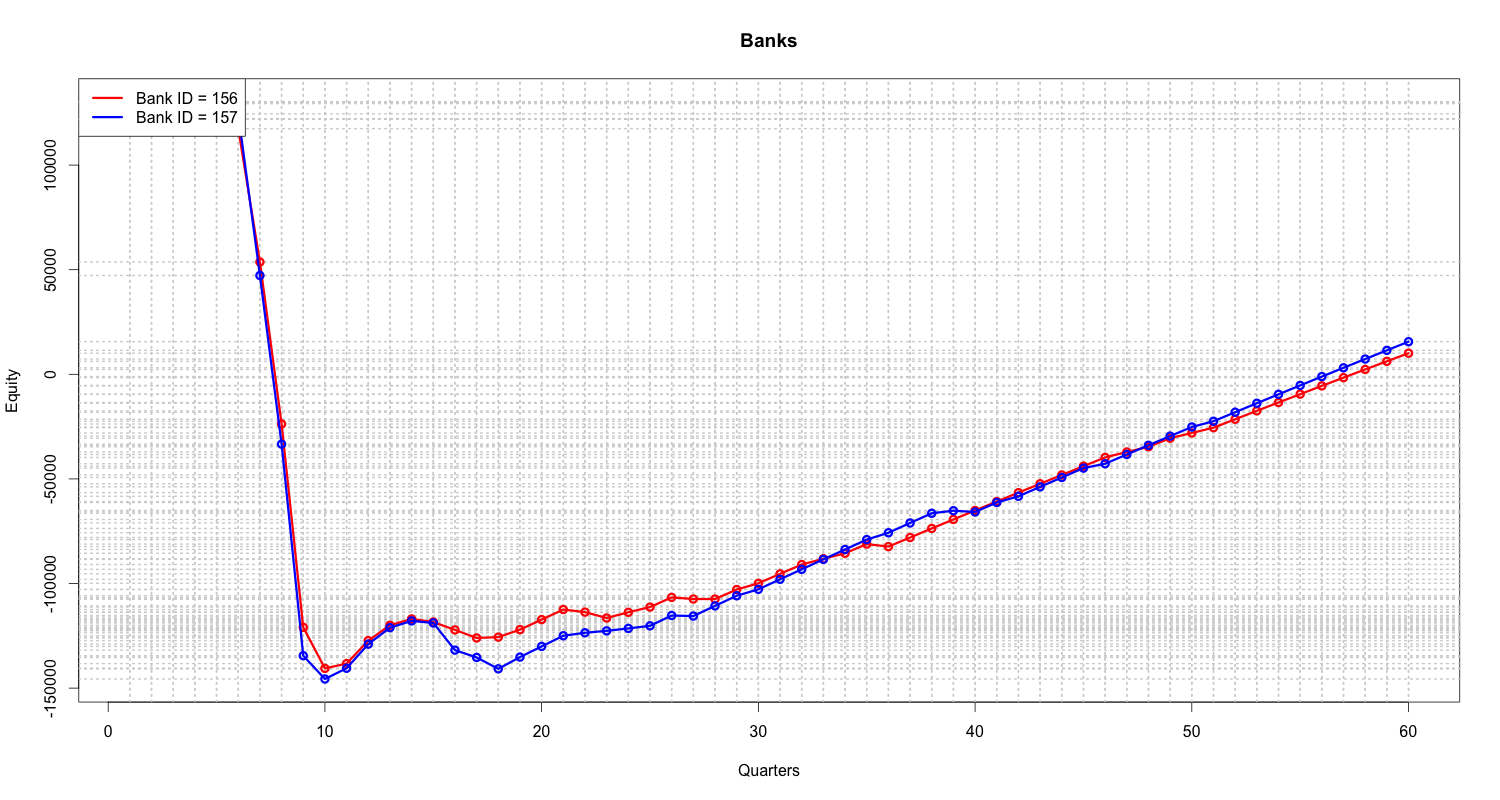 Banks
Bank ID = 156
Bank ID = 157
Equity
100000
50000
0
-50000
-100000
-150000
0 10 20 30 40 50 60
Quarters